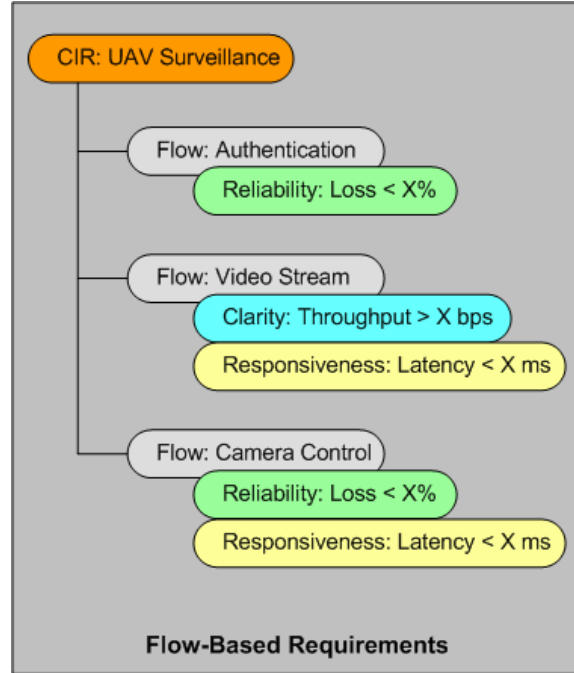 CIR: UAV Surveillance
Flow: Authentication
Reliability: Loss < X%
Flow: Video Stream
Clarity: Throughput > X bps
Responsiveness: Latency < X ms
Flow: Camera Control
Reliability: Loss < X%
Responsiveness: Latency < X ms
Flow-Based Requirements